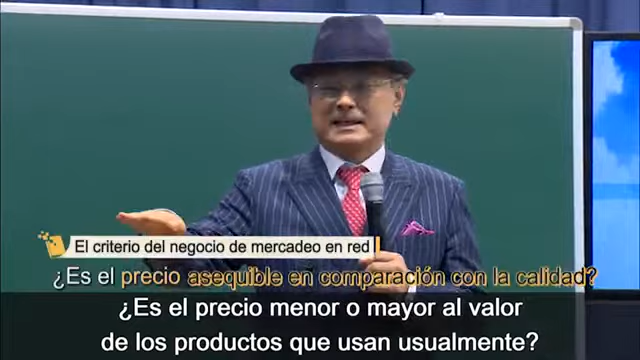 El criterio del negocio de mercadeo en red
¿Es el precio asequible en comparación con la calidad?
¿Es el precio menor o mayor al valor
de los productos que usan usualmente?